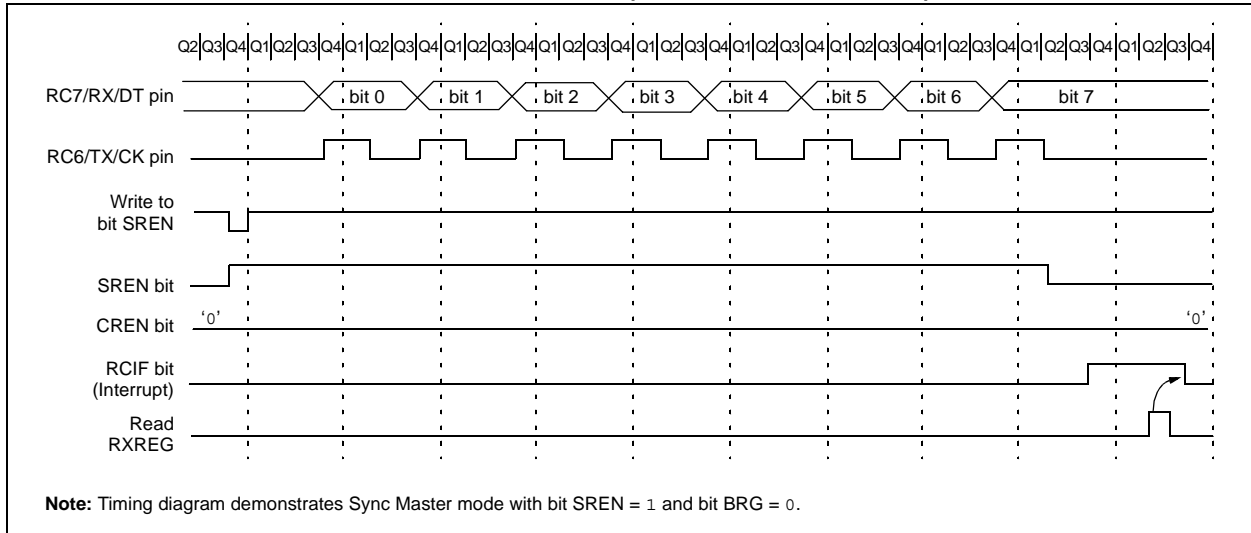 Q2|Q3|Q4|Q1|Q2|Q3|Q4|Q1|Q2|Q3|Q4|Q1|Q2|Q3|Q4|Q1|Q2|Q3|Q4|Q1|Q2|Q3|Q4|Q1|Q2|Q3|Q4|Q1|Q2|Q3|Q4|Q1|Q2|Q3|Q4|Q1|Q2|Q3|Q4|Q1|Q2|Q3|Q4
RC7/RX/DT pin bit 0 bit 1 bit 2 bit 3 bit 4 bit 5 bit 6 bit 7
RC6/TX/CK pin
Write to
bit SREN
SREN bit
CREN bit '0' '0'
RCIF bit
(Interrupt)
Read
RXREG
Note: Timing diagram demonstrates Sync Master mode with bit SREN = 1 and bit BRG = 0.